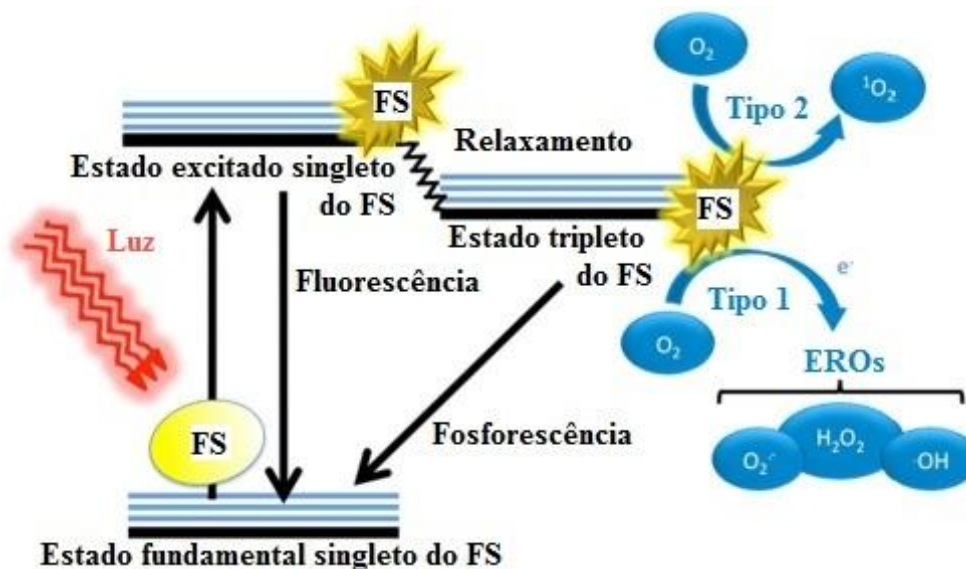 FS
Estado excitado singleto
do FS
Relaxamento
FS
Estado tripleto
do FS
O₂
Tipo 2
¹O₂
Luz
Fluorescência
Tipo 1
e⁻
O₂
EROs
O₂·⁻
H₂O₂
·OH
Fosforescência
FS
Estado fundamental singleto do FS